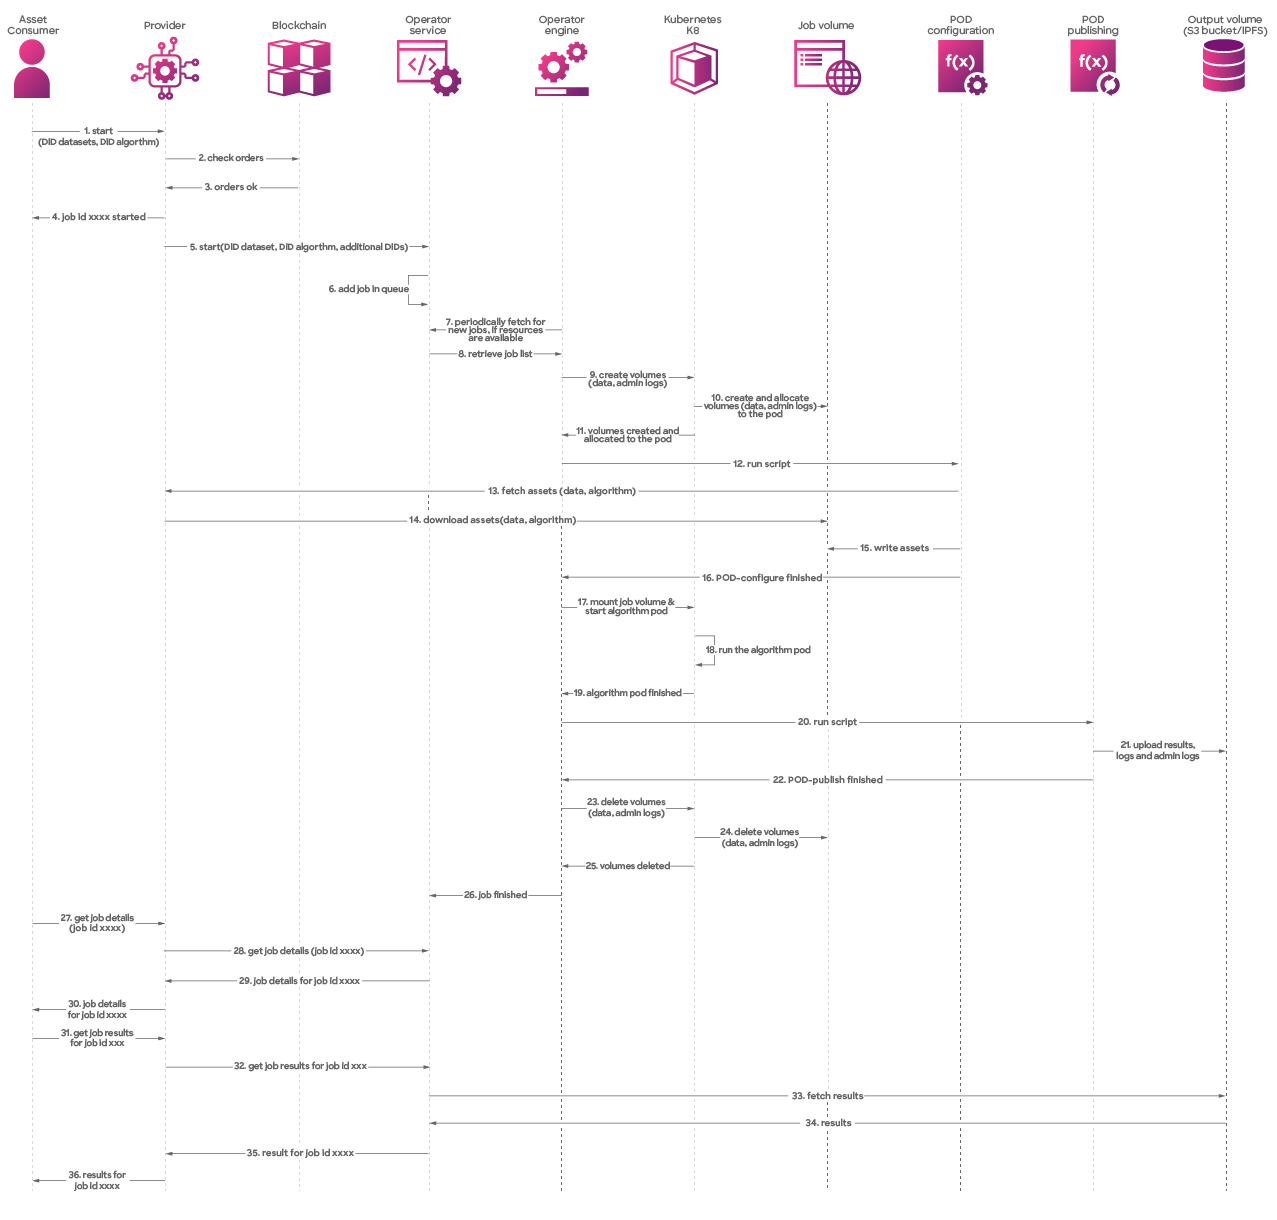 Asset
Consumer
Provider
Blockchain
Operator
service
Operator
engine
Kubernetes
K8
Job volume
POD
configuration
POD
publishing
Output volume
(S3 bucket/IPFS)
f(x)
f(x)
1. start
(DID datasets, DID algorthm)
2. check orders
3. orders ok
4. job id xxxx started
5. start(DID dataset, DID algorthm, additional DIDs)
6. add job in queue
7. periodically fetch for
new jobs, if resources
are available
8. retrieve job list
9. create volumes
(data, admin logs)
10. create and allocate
volumes (data, admin logs)
to the pod
11. volumes created and
allocated to the pod
12. run script
13. fetch assets (data, algorithm)
14. download assets(data, algorithm)
15. write assets
16. POD-configure finished
17. mount job volume &
start algorithm pod
18. run the algorithm pod
19. algorithm pod finished
20. run script
21. upload results,
logs and admin logs
22. POD-publish finished
23. delete volumes
(data, admin logs)
24. delete volumes
(data, admin logs)
25. volumes deleted
26. job finished
27. get job details
(job id xxxx)
28. get job details (job id xxxx)
29. job details for job id xxxx
30. job details
for job id xxxx
31. get job results
for job id xxx
32. get job results for job id xxx
33. fetch results
34. results
35. result for job id xxxx
36. results for
job id xxxx